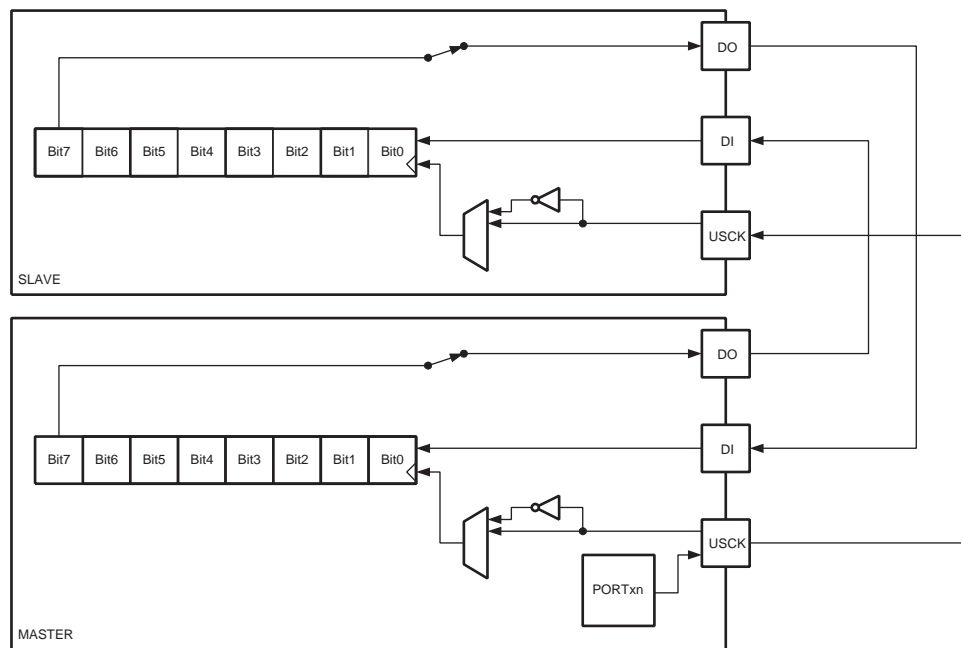 DO
Bit7 Bit6 Bit5 Bit4 Bit3 Bit2 Bit1 Bit0
DI
USCK
SLAVE
DO
Bit7 Bit6 Bit5 Bit4 Bit3 Bit2 Bit1 Bit0
DI
USCK
PORTxn
MASTER